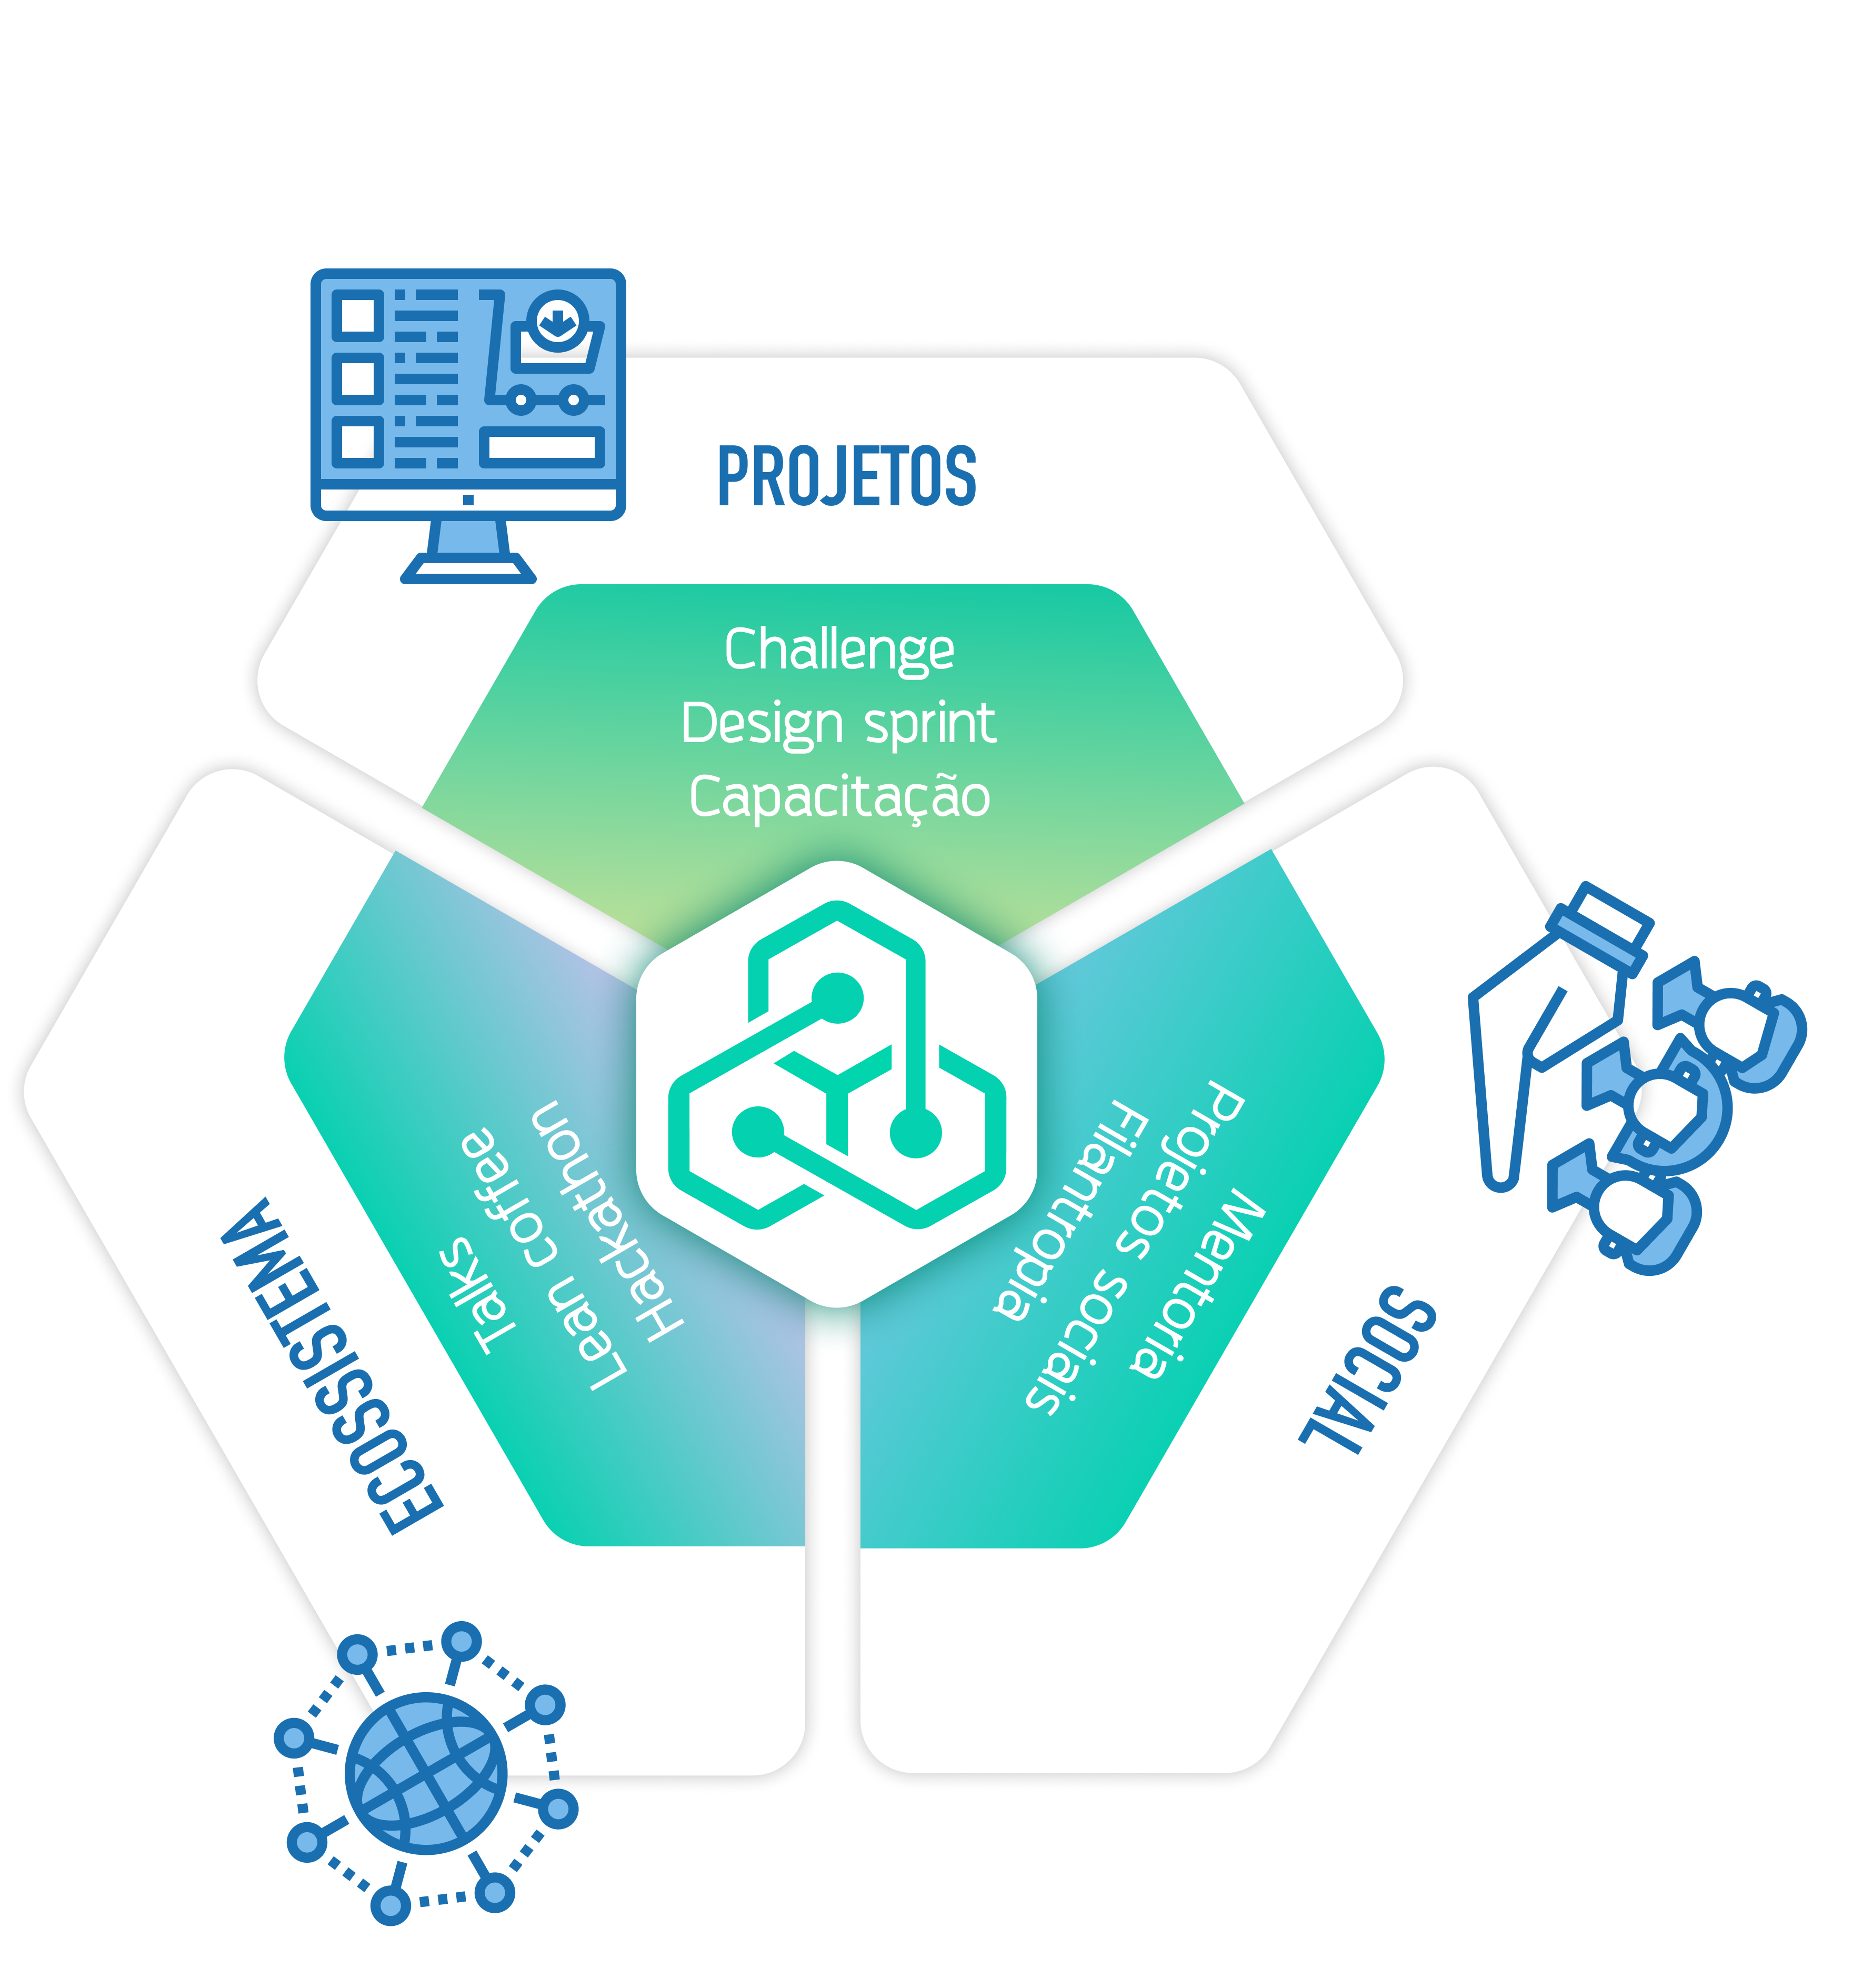 PROJETOS
Challenge
Design sprint
Capacitação
SOCIAL
Mentoria
Projetos sociais
Filantropia
ECOSSISTEMA
Talks
Lean coffee
Hackathon